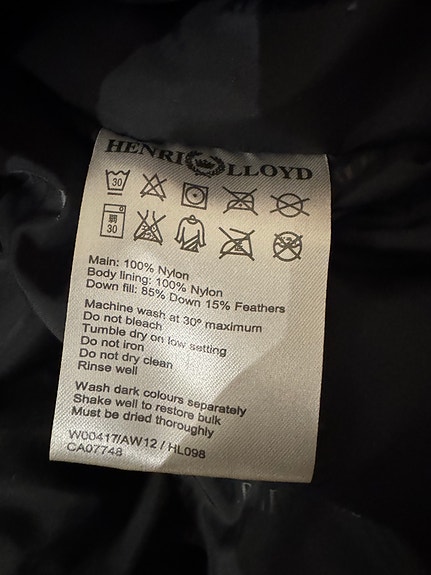 HENRI LLOYD
30
弱
30
Main: 100% Nylon
Body lining: 100% Nylon
Down fill: 85% Down 15% Feathers
Machine wash at 30° maximum
Do not bleach
Tumble dry on low setting
Do not iron
Do not dry clean
Rinse well
Wash dark colours separately
Shake well to restore bulk
Must be dried thoroughly
W00417/AW12 / HL098
CA07748